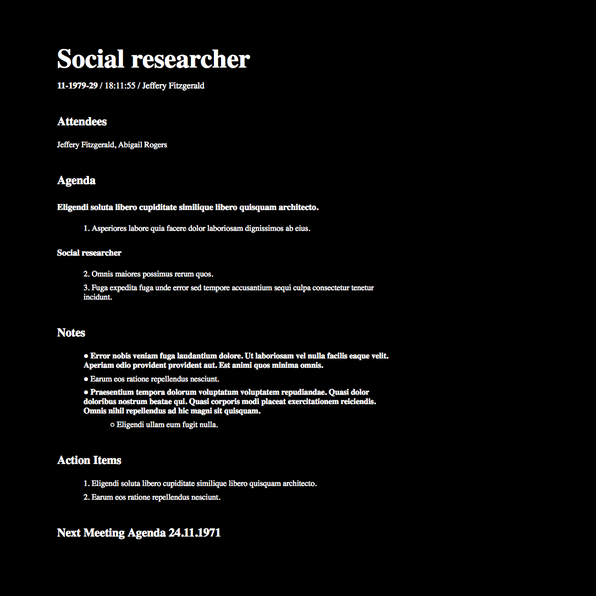 Social researcher
11-1979-29 / 18:11:55 / Jeffery Fitzgerald
Attendees
Jeffery Fitzgerald, Abigail Rogers
Agenda
Eligendi soluta libero cupiditate similique libero quisquam architecto.
1. Asperiores labore quia facere dolor laboriosam dignissimos ab eius.
Social researcher
2. Omnis maiores possimus rerum quos.
3. Fuga expedita fuga unde error sed tempore accusantium sequi culpa consectetur tenetur
incidunt.
Notes
● Error nobis veniam fuga laudantium dolore. Ut laboriosam vel nulla facilis eaque velit.
Aperiam odio provident provident aut. Est animi quos minima omnis.
● Earum eos ratione repellendus nesciunt.
● Praesentium tempora dolorum voluptatum voluptatem repudiandae. Quasi dolor
doloribus nostrum beatae qui. Quasi corporis modi placeat exercitationem reiciendis.
Omnis nihil repellendus ad hic magni sit quisquam.
○ Eligendi ullam eum fugit nulla.
Action Items
1. Eligendi soluta libero cupiditate similique libero quisquam architecto.
2. Earum eos ratione repellendus nesciunt.
Next Meeting Agenda 24.11.1971